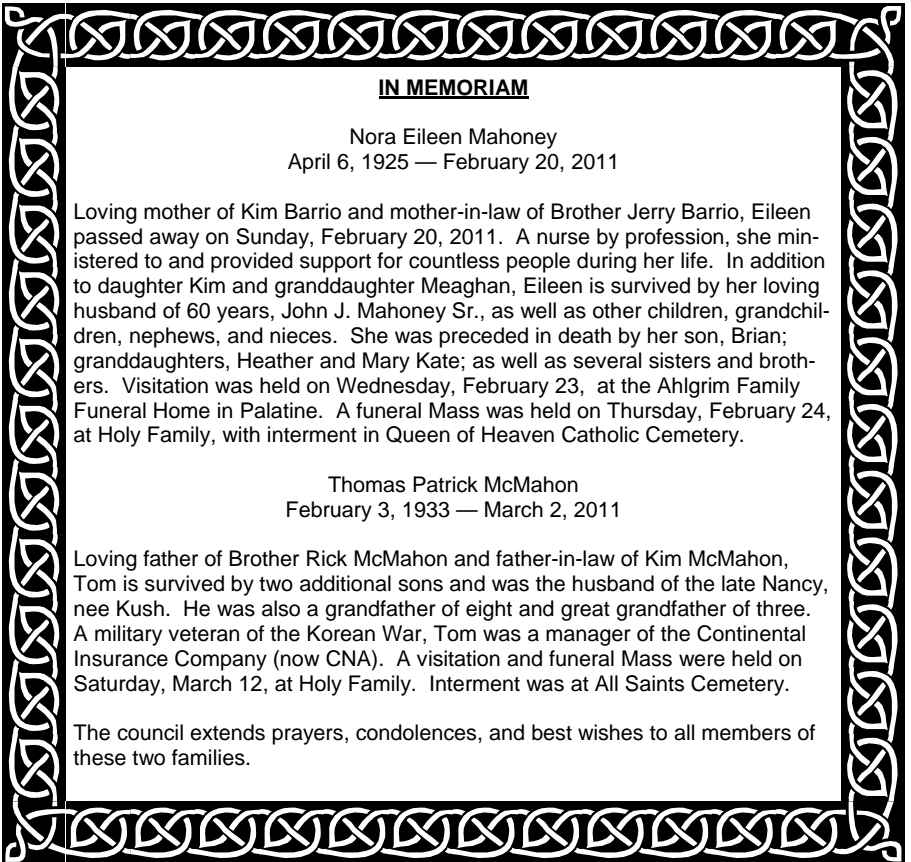 IN MEMORIAM
Nora Eileen Mahoney
April 6, 1925 — February 20, 2011
Loving mother of Kim Barrio and mother-in-law of Brother Jerry Barrio, Eileen
passed away on Sunday, February 20, 2011.  A nurse by profession, she min-
istered to and provided support for countless people during her life.  In addition
to daughter Kim and granddaughter Meaghan, Eileen is survived by her loving
husband of 60 years, John J. Mahoney Sr., as well as other children, grandchil-
dren, nephews, and nieces.  She was preceded in death by her son, Brian;
granddaughters, Heather and Mary Kate; as well as several sisters and broth-
ers.  Visitation was held on Wednesday, February 23,  at the Ahlgrim Family
Funeral Home in Palatine.  A funeral Mass was held on Thursday, February 24,
at Holy Family, with interment in Queen of Heaven Catholic Cemetery.
Thomas Patrick McMahon
February 3, 1933 — March 2, 2011
Loving father of Brother Rick McMahon and father-in-law of Kim McMahon,
Tom is survived by two additional sons and was the husband of the late Nancy,
nee Kush.  He was also a grandfather of eight and great grandfather of three.
A military veteran of the Korean War, Tom was a manager of the Continental
Insurance Company (now CNA).  A visitation and funeral Mass were held on
Saturday, March 12, at Holy Family.  Interment was at All Saints Cemetery.
The council extends prayers, condolences, and best wishes to all members of
these two families.